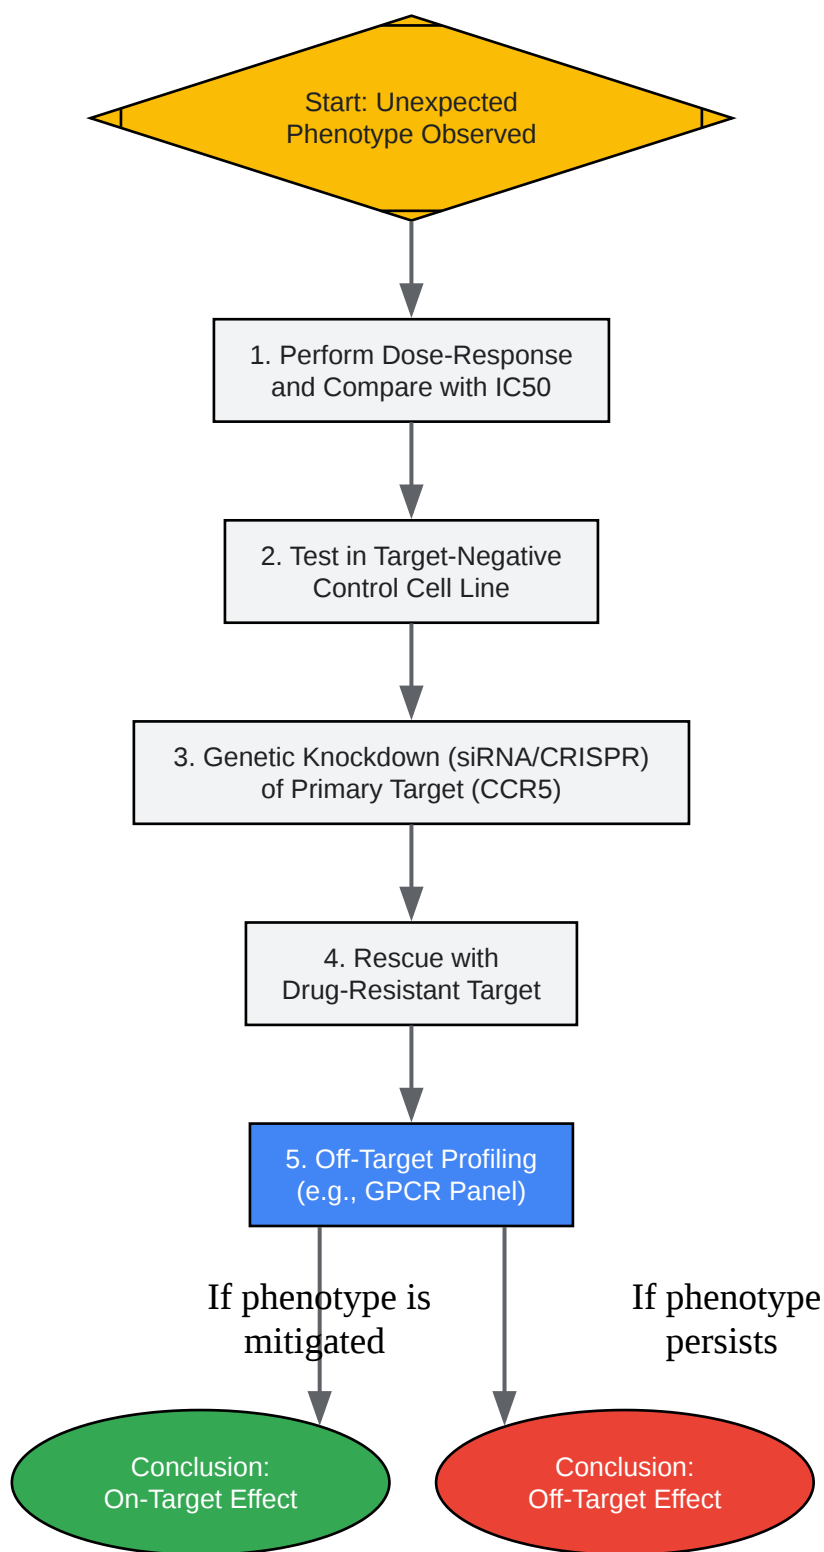 Start: Unexpected
Phenotype Observed
1. Perform Dose-Response
and Compare with IC50
2. Test in Target-Negative
Control Cell Line
3. Genetic Knockdown (siRNA/CRISPR)
of Primary Target (CCR5)
4. Rescue with
Drug-Resistant Target
5. Off-Target Profiling
(e.g., GPCR Panel)
If phenotype is
mitigated
If phenotype
persists
Conclusion:
On-Target Effect
Conclusion:
Off-Target Effect